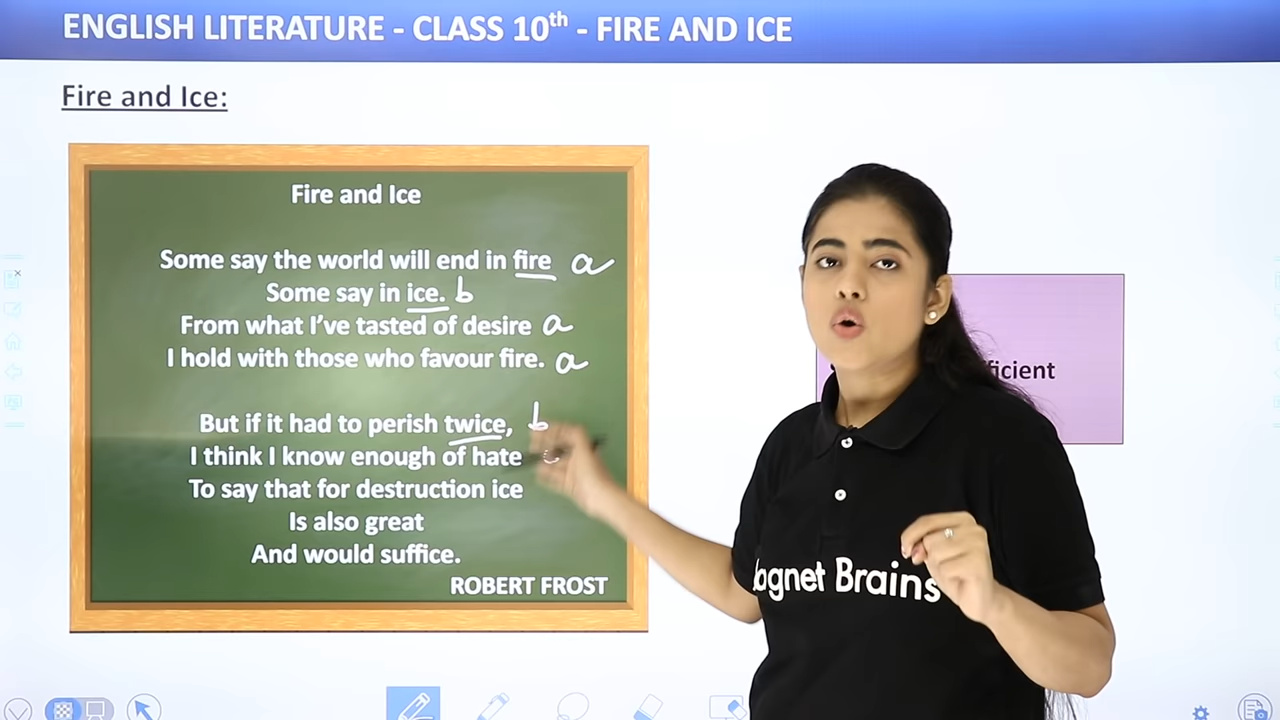 ENGLISH LITERATURE - CLASS 10th - FIRE AND ICE
Fire and Ice:
Fire and Ice
Some say the world will end in fire a
Some say in ice. b
From what I've tasted of desire a
I hold with those who favour fire. a
But if it had to perish twice, b
I think I know enough of hate
To say that for destruction ice
Is also great
And would suffice.
ROBERT FROST
Brains